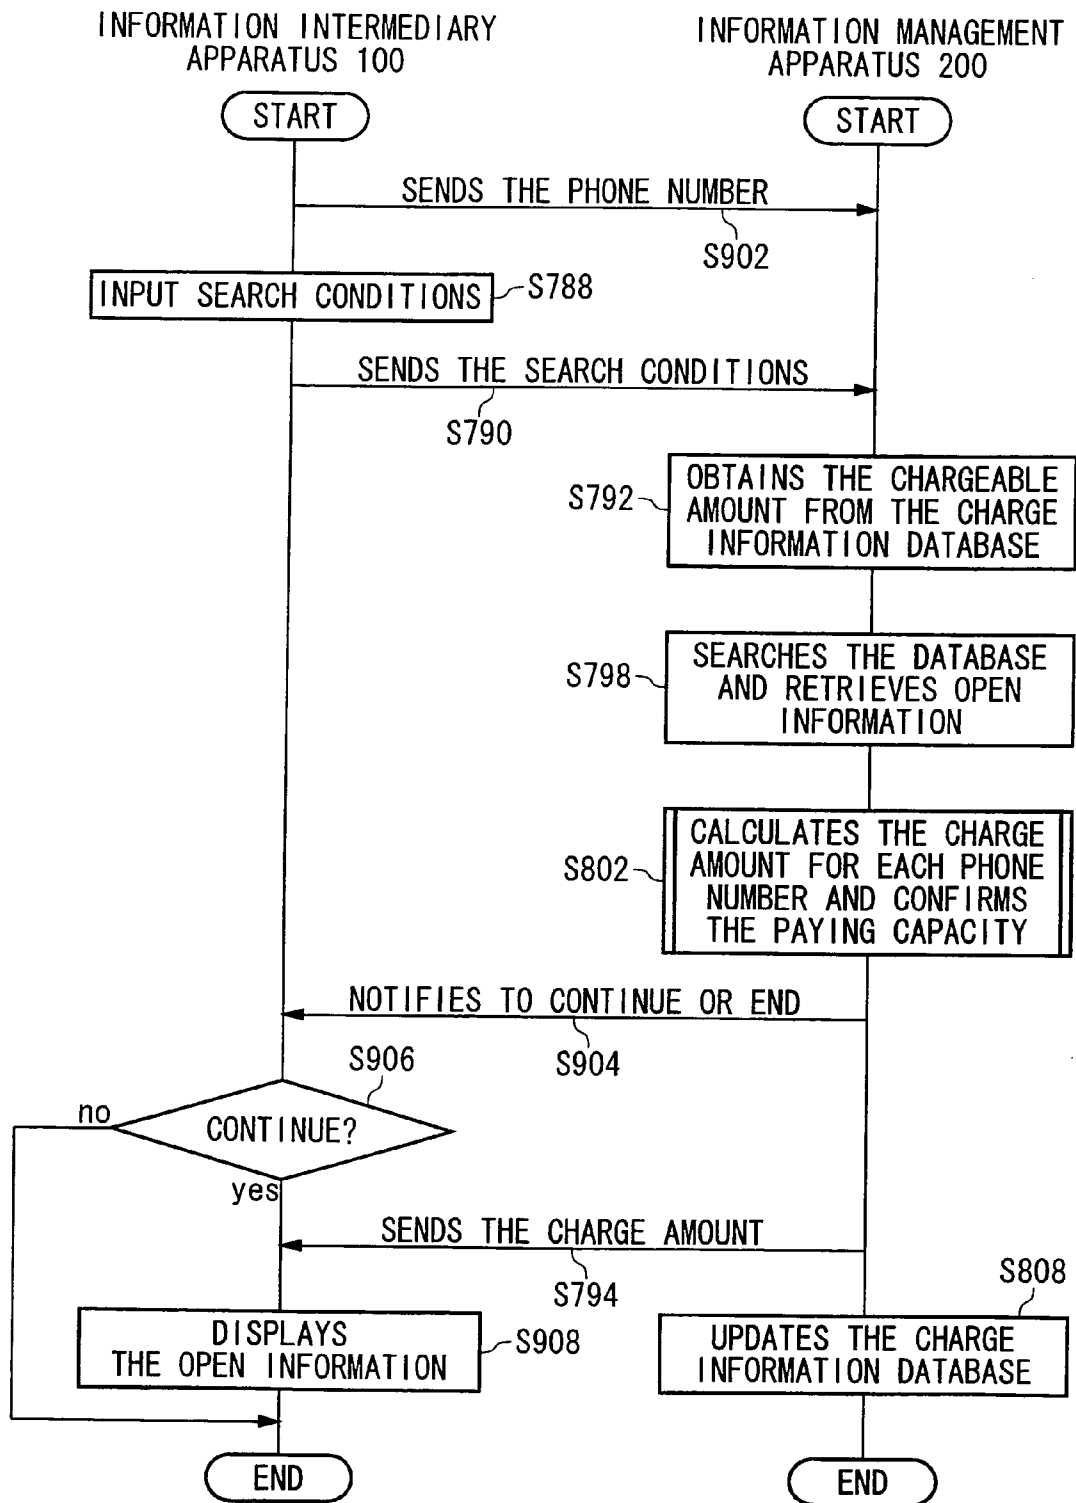 INFORMATION INTERMEDIARY
APPARATUS 100
INFORMATION MANAGEMENT
APPARATUS 200
START
START
SENDS THE PHONE NUMBER
S902
INPUT SEARCH CONDITIONS
S788
SENDS THE SEARCH CONDITIONS
S790
S792
OBTAINS THE CHARGEABLE
AMOUNT FROM THE CHARGE
INFORMATION DATABASE
S798
SEARCHES THE DATABASE
AND RETRIEVES OPEN
INFORMATION
S802
CALCULATES THE CHARGE
AMOUNT FOR EACH PHONE
NUMBER AND CONFIRMS
THE PAYING CAPACITY
NOTIFIES TO CONTINUE OR END
S904
S906
no
CONTINUE?
yes
SENDS THE CHARGE AMOUNT
S794
S808
DISPLAYS
THE OPEN INFORMATION
S908
UPDATES THE CHARGE
INFORMATION DATABASE
END
END